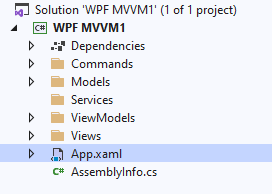 Solution 'WPF MVVM1' (1 of 1 project)
C# WPF MVVM1
Dependencies
Commands
Models
Services
ViewModels
Views
App.xaml
C# AssemblyInfo.cs